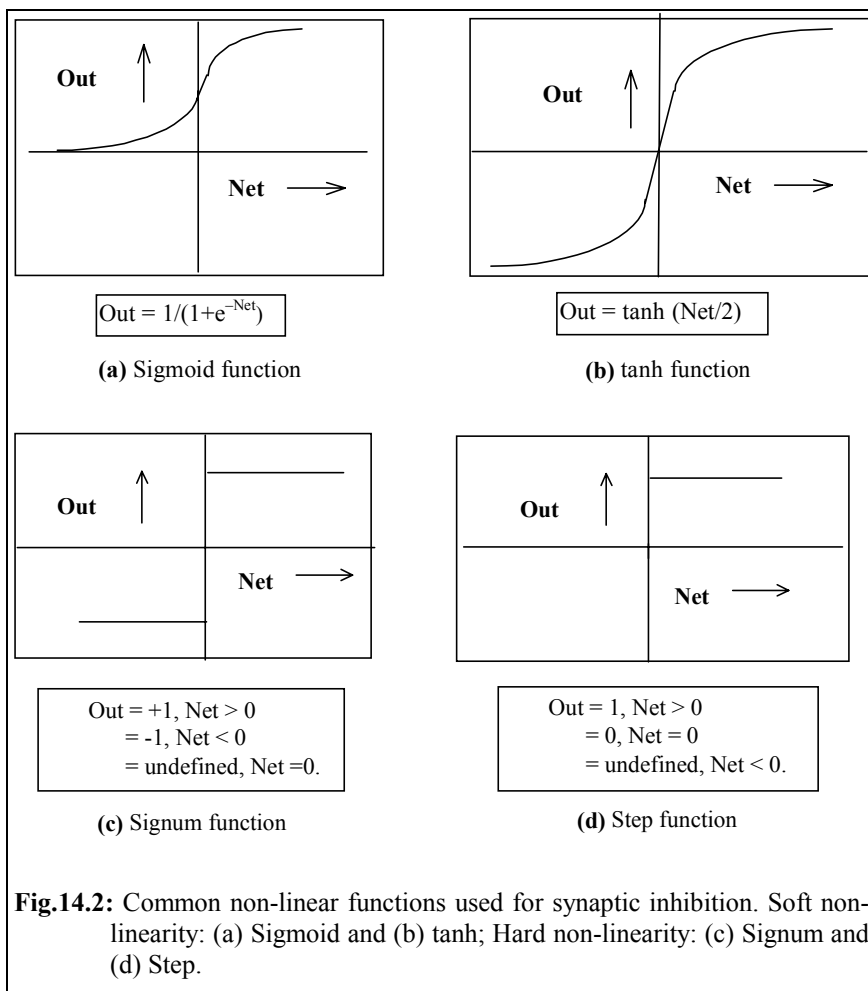 Out
Net
Out = 1/(1+e–Net)
(a) Sigmoid function
Out
Net
Out = tanh (Net/2)
(b) tanh function
Out
Net
Out = +1, Net > 0
= -1, Net < 0
= undefined, Net =0.
(c) Signum function
Out
Net
Out = 1, Net > 0
= 0, Net = 0
= undefined, Net < 0.
(d) Step function
Fig.14.2: Common non-linear functions used for synaptic inhibition. Soft non-
linearity: (a) Sigmoid and (b) tanh; Hard non-linearity: (c) Signum and
(d) Step.